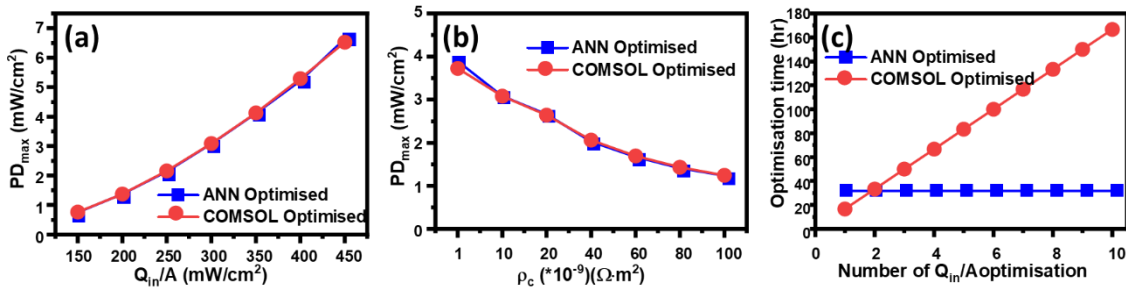 (a)
PDmax (mW/cm²)
7
6
5
4
3
2
1
0
ANN Optimised
COMSOL Optimised
150 200 250 300 350 400 450
Qin/A (mW/cm²)
(b)
PDmax (mW/cm²)
5
4
3
2
1
0
ANN Optimised
COMSOL Optimised
1 10 20 40 60 80 100
ρc (*10-9)(Ω·m²)
(c)
Optimisation time (hr)
180
160
140
120
100
80
60
40
20
0
ANN Optimised
COMSOL Optimised
0 2 4 6 8 10
Number of Qin/Aoptimisation